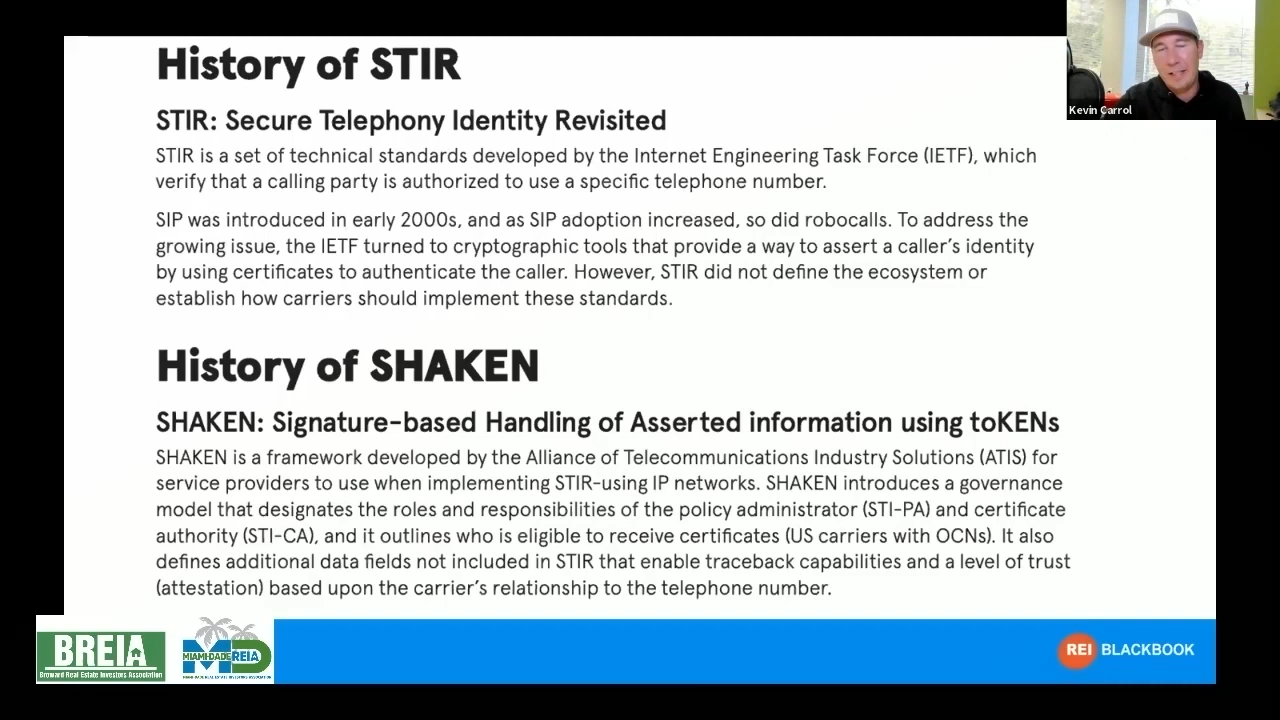 History of STIR
STIR: Secure Telephony Identity Revisited
STIR is a set of technical standards developed by the Internet Engineering Task Force (IETF), which
verify that a calling party is authorized to use a specific telephone number.
SIP was introduced in early 2000s, and as SIP adoption increased, so did robocalls. To address the
growing issue, the IETF turned to cryptographic tools that provide a way to assert a caller's identity
by using certificates to authenticate the caller. However, STIR did not define the ecosystem or
establish how carriers should implement these standards.
History of SHAKEN
SHAKEN: Signature-based Handling of Asserted information using toKENs
SHAKEN is a framework developed by the Alliance of Telecommunications Industry Solutions (ATIS) for
service providers to use when implementing STIR-using IP networks. SHAKEN introduces a governance
model that designates the roles and responsibilities of the policy administrator (STI-PA) and certificate
authority (STI-CA), and it outlines who is eligible to receive certificates (US carriers with OCNs). It also
defines additional data fields not included in STIR that enable traceback capabilities and a level of trust
(attestation) based upon the carrier's relationship to the telephone number.
Kevin Carrol
BREIA
Broward Real Estate Investors Association
MD
MIAMI-DADE REIA
MIAMI-DADE REAL ESTATE INVESTORS ASSOCIATION
REI BLACKBOOK